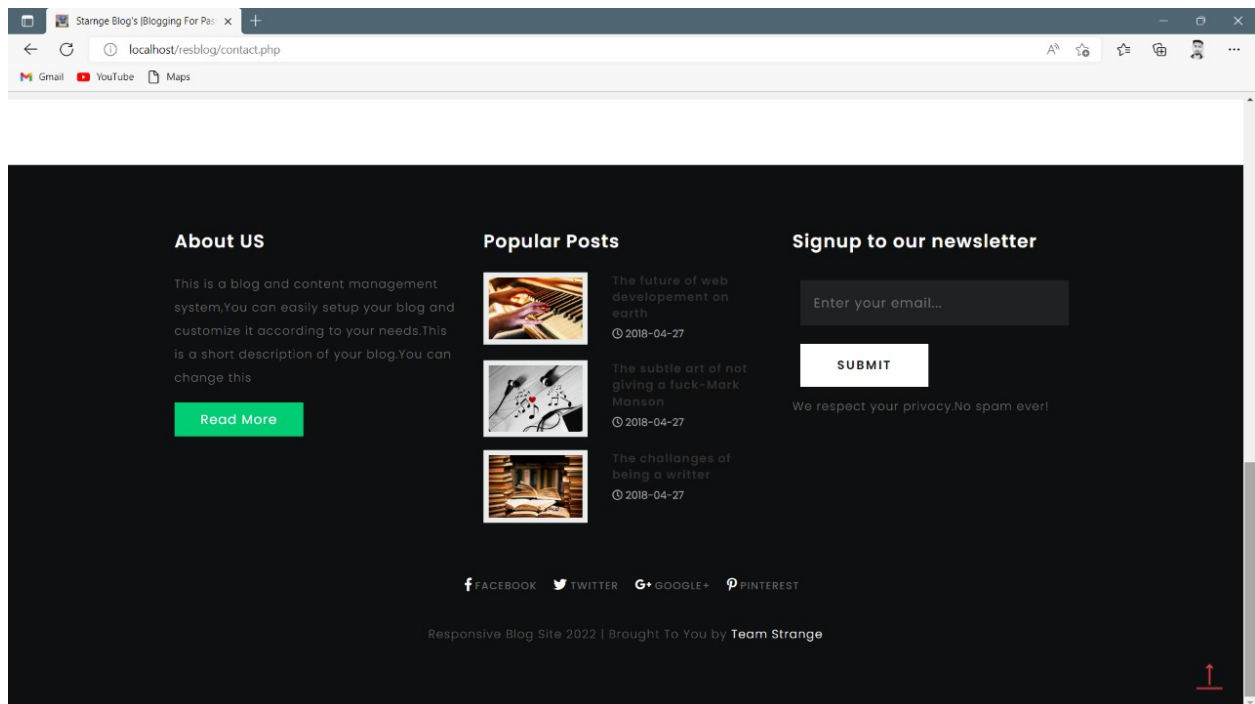 Starnge Blog's |Blogging For Pas
localhost/resblog/contact.php
Gmail YouTube Maps
About US
This is a blog and content management
system,You can easily setup your blog and
customize it according to your needs.This
is a short description of your blog.You can
change this
Read More
Popular Posts
The future of web
developement on
earth
2018-04-27
The subtle art of not
giving a fuck-Mark
Manson
2018-04-27
The challanges of
being a writter
2018-04-27
Signup to our newsletter
Enter your email...
SUBMIT
We respect your privacy.No spam ever!
FACEBOOK TWITTER G+ GOOGLE+ PINTEREST
Responsive Blog Site 2022 | Brought To You by Team Strange